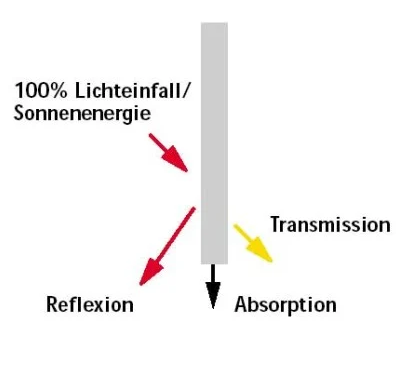 100% Lichteinfall/
Sonnenenergie
Transmission
Reflexion
Absorption